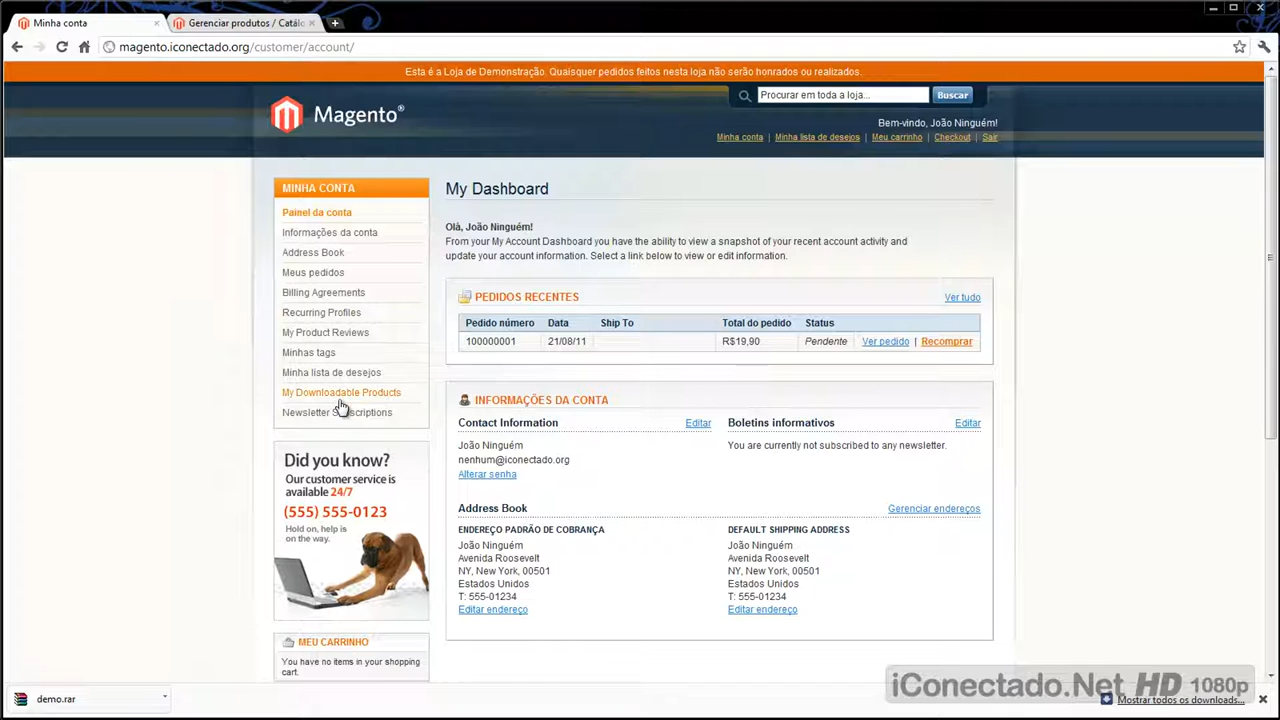 Minha conta
Gerenciar produtos / Catálo
magento.iconectado.org/customer/account/
Esta é a Loja de Demonstração. Quaisquer pedidos feitos nesta loja não serão honrados ou realizados.
Magento®
Procurar em toda a loja...
Buscar
Bem-vindo, João Ninguém!
Minha conta | Minha lista de desejos | Meu carrinho | Checkout | Sair
MINHA CONTA
Painel da conta
Informações da conta
Address Book
Meus pedidos
Billing Agreements
Recurring Profiles
My Product Reviews
Minhas tags
Minha lista de desejos
My Downloadable Products
Newsletter Subscriptions
Did you know?
Our customer service is
available 24/7
(555) 555-0123
Hold on, help is
on the way.
MEU CARRINHO
You have no items in your shopping
cart.
My Dashboard
Olá, João Ninguém!
From your My Account Dashboard you have the ability to view a snapshot of your recent account activity and
update your account information. Select a link below to view or edit information.
PEDIDOS RECENTES
Ver tudo
Pedido número Data Ship To Total do pedido Status
100000001 21/08/11 R$19,90 Pendente Ver pedido | Recomprar
INFORMAÇÕES DA CONTA
Contact Information Editar
João Ninguém
nenhum@iconectado.org
Alterar senha
Boletins informativos Editar
You are currently not subscribed to any newsletter.
Address Book Gerenciar endereços
ENDEREÇO PADRÃO DE COBRANÇA
João Ninguém
Avenida Roosevelt
NY, New York, 00501
Estados Unidos
T: 555-01234
Editar endereço
DEFAULT SHIPPING ADDRESS
João Ninguém
Avenida Roosevelt
NY, New York, 00501
Estados Unidos
T: 555-01234
Editar endereço
iConectado.Net HD 1080p
demo.rar
Mostrar todos os downloads...